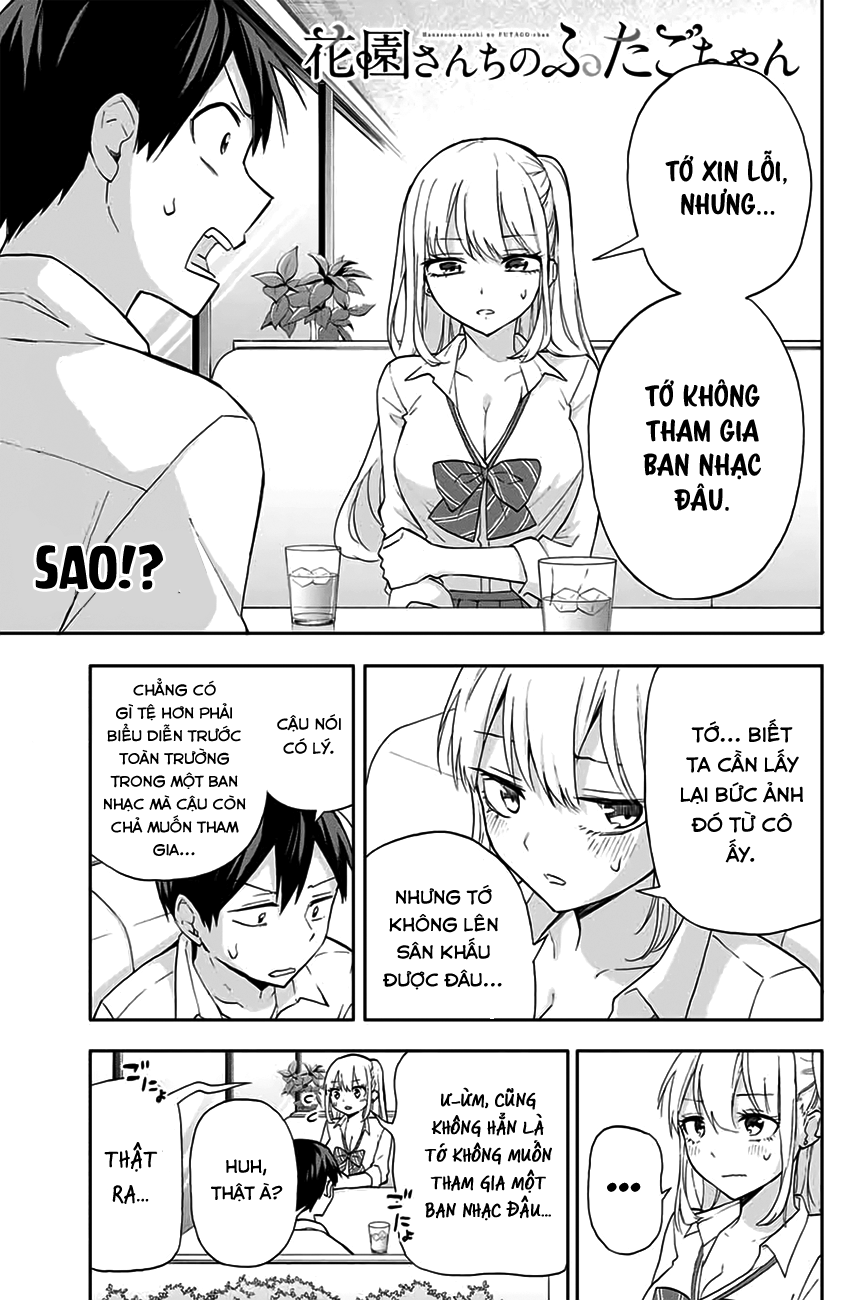 Hanazono sanchi no FUTAGO-chan
花園さんちのふたごちゃん
TỚ XIN LỖI,
NHƯNG...
TỚ KHÔNG
THAM GIA
BAN NHẠC
ĐÂU.
SAO!?
TỚ... BIẾT
TA CẦN LẤY
LẠI BỨC ẢNH
ĐÓ TỪ CÔ
ẤY.
NHƯNG TỚ
KHÔNG LÊN
SÂN KHẤU
ĐƯỢC ĐÂU...
CẬU NÓI
CÓ LÝ.
CHẲNG CÓ
GÌ TỆ HƠN PHẢI
BIỂU DIỄN TRƯỚC
TOÀN TRƯỜNG
TRONG MỘT BAN
NHẠC MÀ CẬU CÒN
CHẢ MUỐN THAM
GIA...
...
Ư-ỪM, CŨNG
KHÔNG HẲN LÀ
TỚ KHÔNG MUỐN
THAM GIA MỘT
BAN NHẠC ĐÂU...
ごにょ
HUH,
THẬT À?
ごにょ
THẬT
RA...